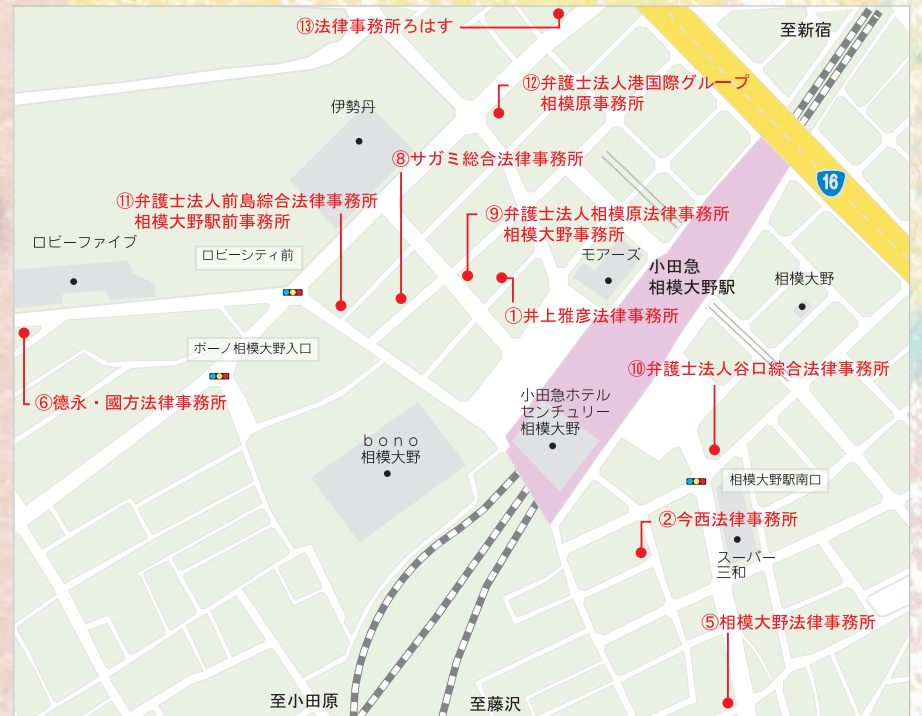 ⑬法律事務所ろはす
至新宿
⑫弁護士法人港国際グループ
相模原事務所
伊勢丹
⑧サガミ総合法律事務所
16
⑪弁護士法人前島綜合法律事務所
相模大野駅前事務所
⑨弁護士法人相模原法律事務所
相模大野事務所
ロビーファイブ
ロビーシティ前
モアーズ
小田急
相模大野駅
相模大野
①井上雅彦法律事務所
ボーノ相模大野入口
⑩弁護士法人谷口綜合法律事務所
⑥德永・國方法律事務所
小田急ホテル
センチュリー
相模大野
bono
相模大野
相模大野駅南口
②今西法律事務所
スーパー
三和
⑤相模大野法律事務所
至小田原
至藤沢